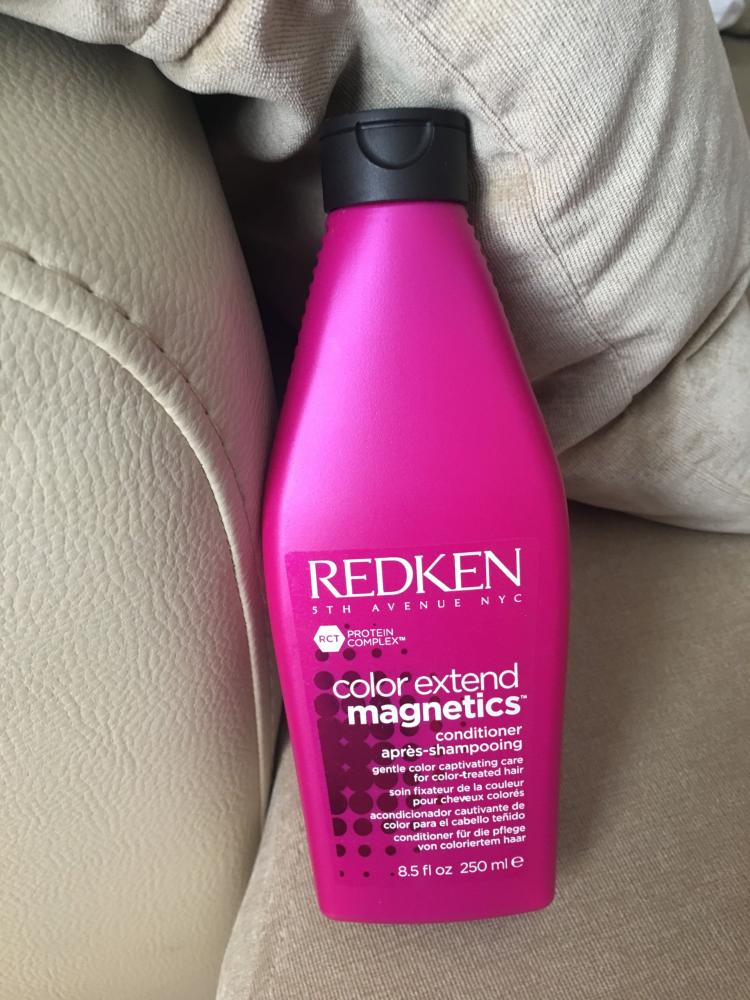 REDKEN
5TH AVENUE NYC
RCT PROTEIN
COMPLEX™
color extend
magnetics™
conditioner
après-shampooing
gentle color captivating care
for color-treated hair
soin fixateur de la couleur
pour cheveux colorés
acondicionador cautivante de
color para el cabello teñido
conditioner für die pflege
von coloriertem haar
8.5 fl oz 250 ml ℮